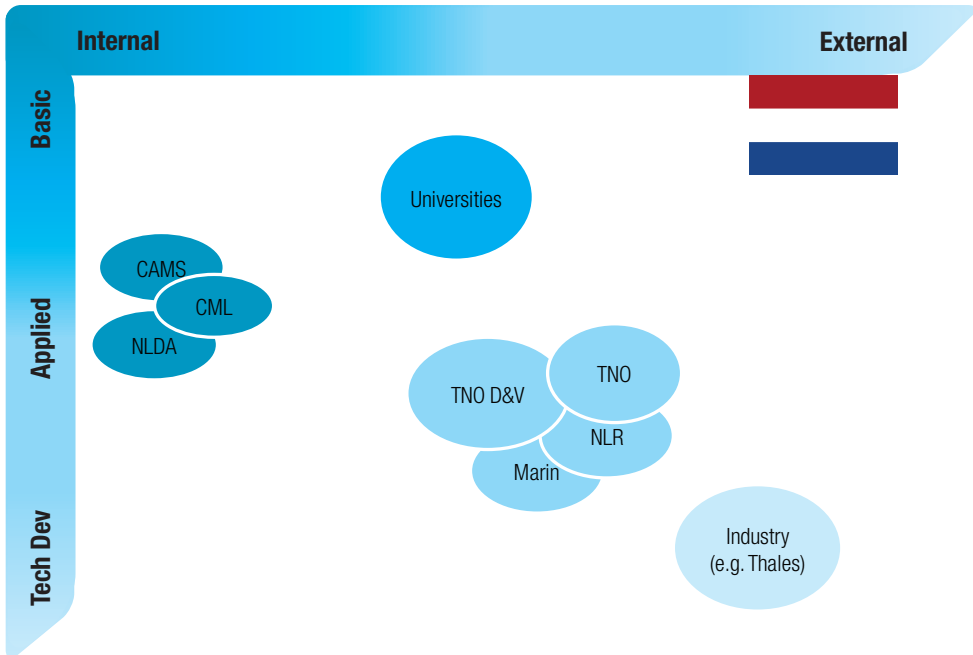 Internal
External
Basic
Universities
CAMS
CML
Applied
NLDA
TNO
TNO D&V
NLR
Marin
Tech Dev
Industry
(e.g. Thales)